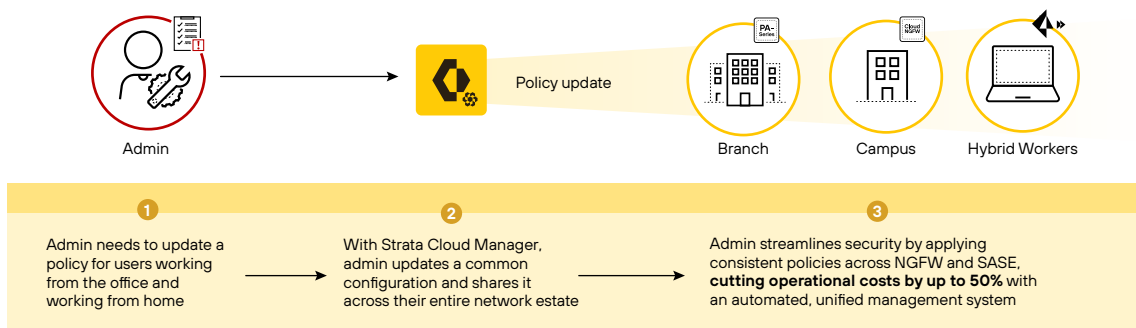 PA-
Series
Cloud
NGFW
Policy update
Admin
Branch
Campus
Hybrid Workers
1
Admin needs to update a
policy for users working
from the office and
working from home
2
With Strata Cloud Manager,
admin updates a common
configuration and shares it
across their entire network estate
3
Admin streamlines security by applying
consistent policies across NGFW and SASE,
cutting operational costs by up to 50% with
an automated, unified management system